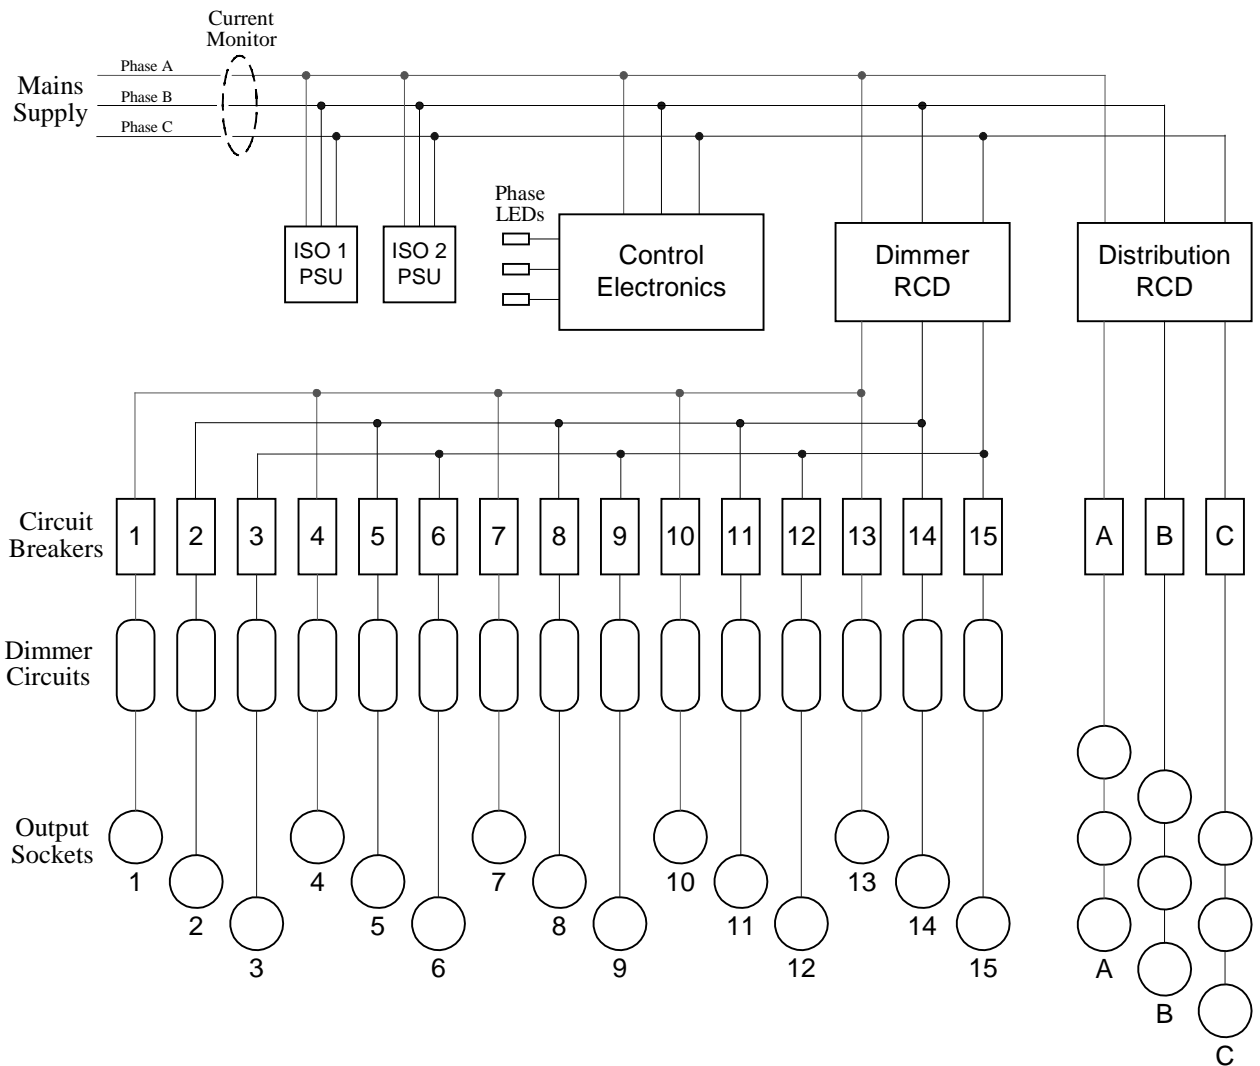 Current
Monitor
Mains
Supply
Phase A
Phase B
Phase C
Phase
LEDs
ISO 1
PSU
ISO 2
PSU
Control
Electronics
Dimmer
RCD
Distribution
RCD
Circuit
Breakers
1 2 3 4 5 6 7 8 9 10 11 12 13 14 15 A B C
Dimmer
Circuits
Output
Sockets
1 4 7 10 13
2 5 8 11 14
3 6 9 12 15 A
B
C